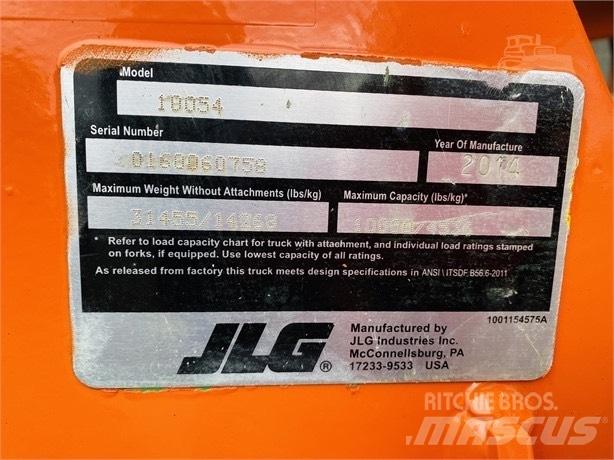 Model
10054
Serial Number
0160060758
Year Of Manufacture
2014
Maximum Weight Without Attachments (lbs/kg)
Maximum Capacity (lbs/kg)*
31455/14268
* Refer to load capacity chart for truck with attachment, and individual load ratings stamped
on forks, if equipped. Use lowest capacity of all ratings.
As released from factory this truck meets design specifications in ANSI \ ITSDF B56.6-2011
1001154575A
JLG®
Manufactured by
JLG Industries Inc.
McConnellsburg, PA
17233-9533 USA
RITCHIE BROS.
MASCUS